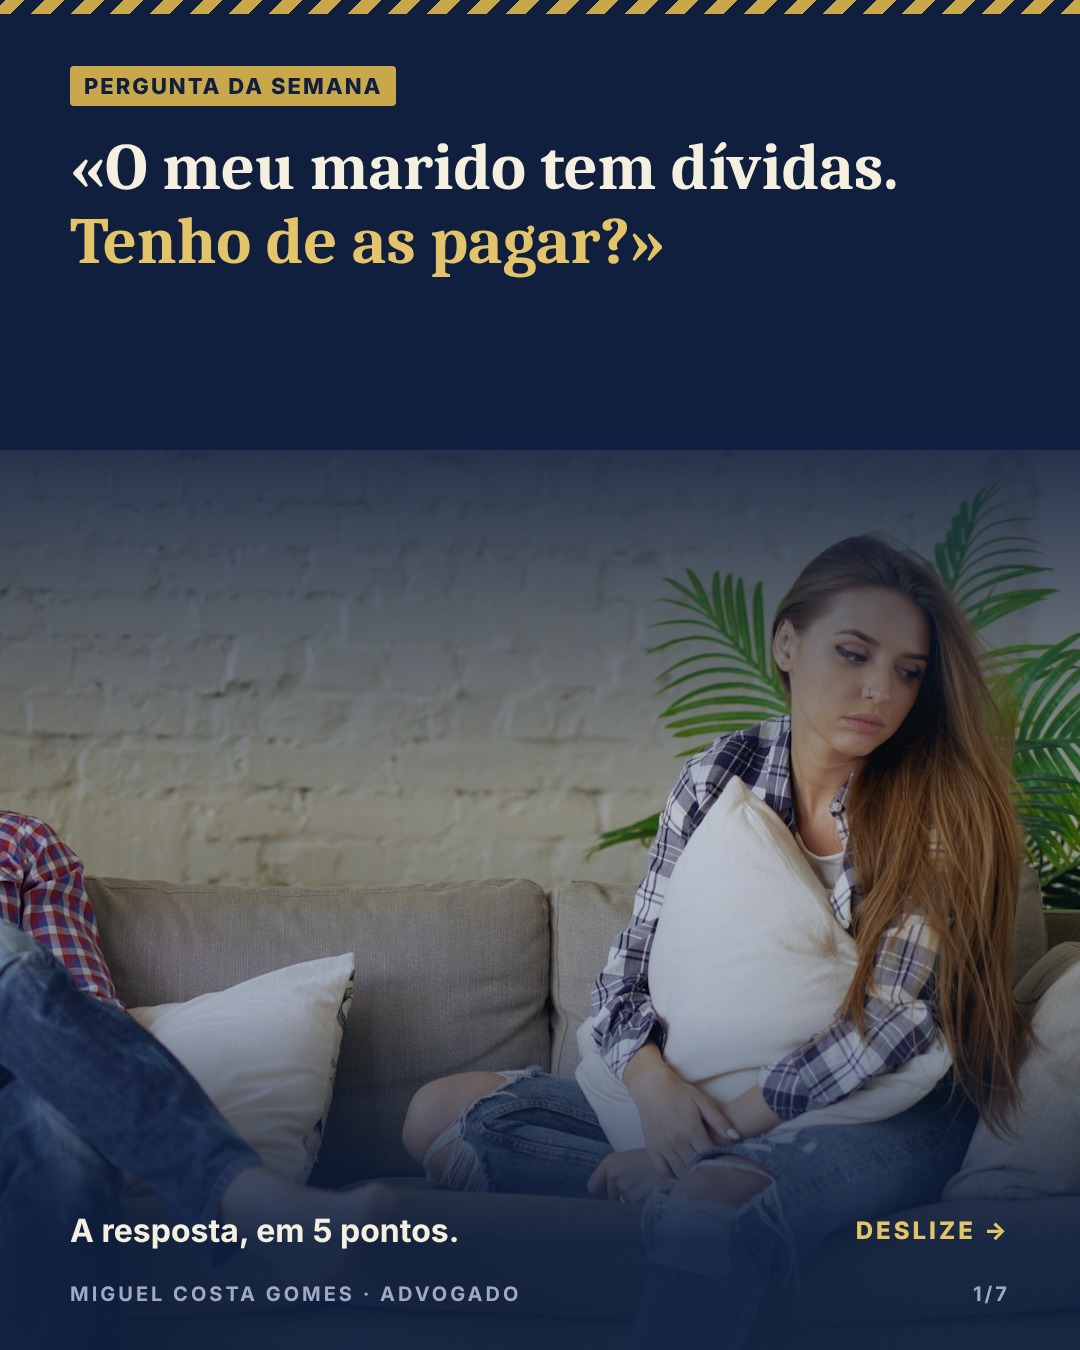 PERGUNTA DA SEMANA
«O meu marido tem dívidas.
Tenho de as pagar?»
A resposta, em 5 pontos.
DESLIZE →
MIGUEL COSTA GOMES · ADVOGADO
1/7